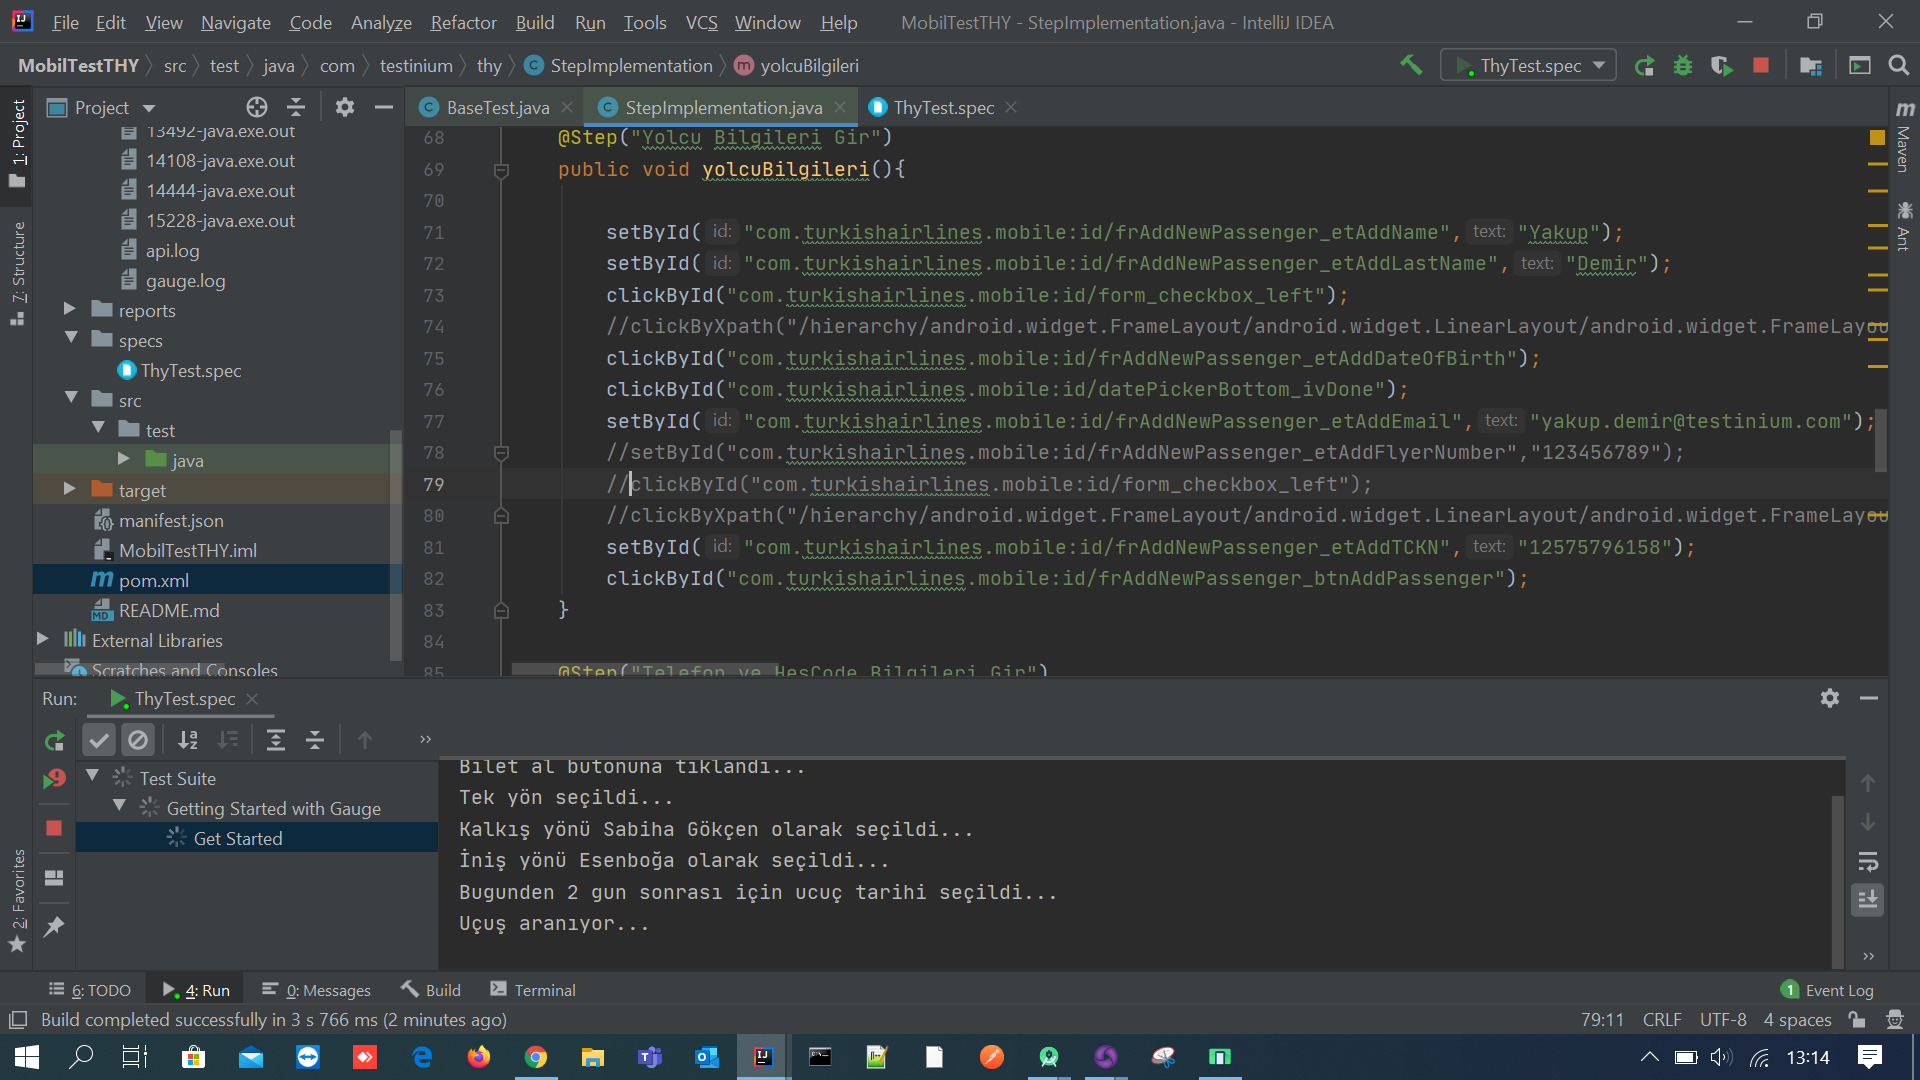 File Edit View Navigate Code Analyze Refactor Build Run Tools VCS Window Help MobilTestTHY - StepImplementation.java - IntelliJ IDEA
MobilTestTHY src test java com testinium thy StepImplementation yolcuBilgileri ThyTest.spec
1: Project
7: Structure
2: Favorites
Project
13492-java.exe.out
14108-java.exe.out
14444-java.exe.out
15228-java.exe.out
api.log
gauge.log
reports
specs
ThyTest.spec
src
test
java
target
manifest.json
MobilTestTHY.iml
pom.xml
README.md
External Libraries
Scratches and Consoles
BaseTest.java StepImplementation.java ThyTest.spec
68 @Step("Yolcu Bilgileri Gir")
69 public void yolcuBilgileri(){
70
71 setById( id: "com.turkishairlines.mobile:id/frAddNewPassenger_etAddName", text: "Yakup");
72 setById( id: "com.turkishairlines.mobile:id/frAddNewPassenger_etAddLastName", text: "Demir");
73 clickById("com.turkishairlines.mobile:id/form_checkbox_left");
74 //clickByXpath("/hierarchy/android.widget.FrameLayout/android.widget.LinearLayout/android.widget.FrameLayou
75 clickById("com.turkishairlines.mobile:id/frAddNewPassenger_etAddDateOfBirth");
76 clickById("com.turkishairlines.mobile:id/datePickerBottom_ivDone");
77 setById( id: "com.turkishairlines.mobile:id/frAddNewPassenger_etAddEmail", text: "yakup.demir@testinium.com");
78 //setById("com.turkishairlines.mobile:id/frAddNewPassenger_etAddFlyerNumber","123456789");
79 //clickById("com.turkishairlines.mobile:id/form_checkbox_left");
80 //clickByXpath("/hierarchy/android.widget.FrameLayout/android.widget.LinearLayout/android.widget.FrameLayou
81 setById( id: "com.turkishairlines.mobile:id/frAddNewPassenger_etAddTCKN", text: "12575796158");
82 clickById("com.turkishairlines.mobile:id/frAddNewPassenger_btnAddPassenger");
83 }
84
85 @Step("Telefon ve HesCode Bilgileri Gir")
Maven
Ant
Run: ThyTest.spec
Test Suite
Getting Started with Gauge
Get Started
Bilet al butonuna tıklandı...
Tek yön seçildi...
Kalkış yönü Sabiha Gökçen olarak seçildi...
İniş yönü Esenboğa olarak seçildi...
Bugunden 2 gun sonrası için ucuç tarihi seçildi...
Uçuş aranıyor...
6: TODO 4: Run 0: Messages Build Terminal 1 Event Log
Build completed successfully in 3 s 766 ms (2 minutes ago) 79:11 CRLF UTF-8 4 spaces
13:14